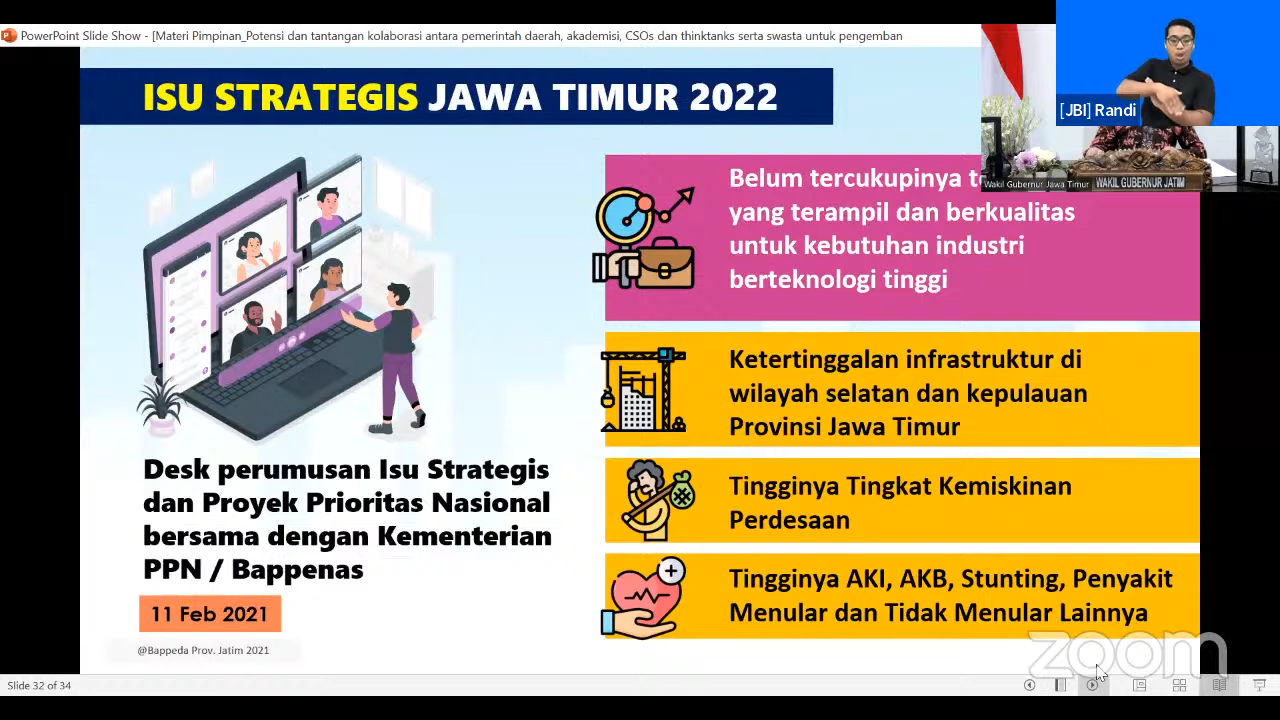 PowerPoint Slide Show - [Materi Pimpinan_Potensi dan tantangan kolaborasi antara pemerintah daerah, akademisi, CSOs dan thinktanks serta swasta untuk pengemban
ISU STRATEGIS JAWA TIMUR 2022
[JBI] Randi
Wakil Gubernur Jawa Timur
WAKIL GUBERNUR JATIM
Belum tercukupinya
yang terampil dan berkualitas
untuk kebutuhan industri
berteknologi tinggi
Ketertinggalan infrastruktur di
wilayah selatan dan kepulauan
Provinsi Jawa Timur
Tingginya Tingkat Kemiskinan
Perdesaan
Tingginya AKI, AKB, Stunting, Penyakit
Menular dan Tidak Menular Lainnya
Desk perumusan Isu Strategis
dan Proyek Prioritas Nasional
bersama dengan Kementerian
PPN / Bappenas
11 Feb 2021
@Bappeda Prov. Jatim 2021
zoom
Slide 32 of 34